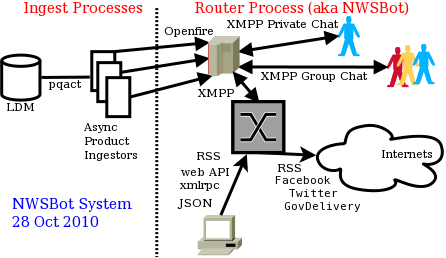 Ingest Processes
Router Process (aka NWSBot)
Openfire
XMPP Private Chat
pqact
XMPP Group Chat
LDM
XMPP
Async
Product
Ingestors
RSS
web API
xmlrpc
JSON
Internets
RSS
Facebook
Twitter
GovDelivery
NWSBot System
28 Oct 2010